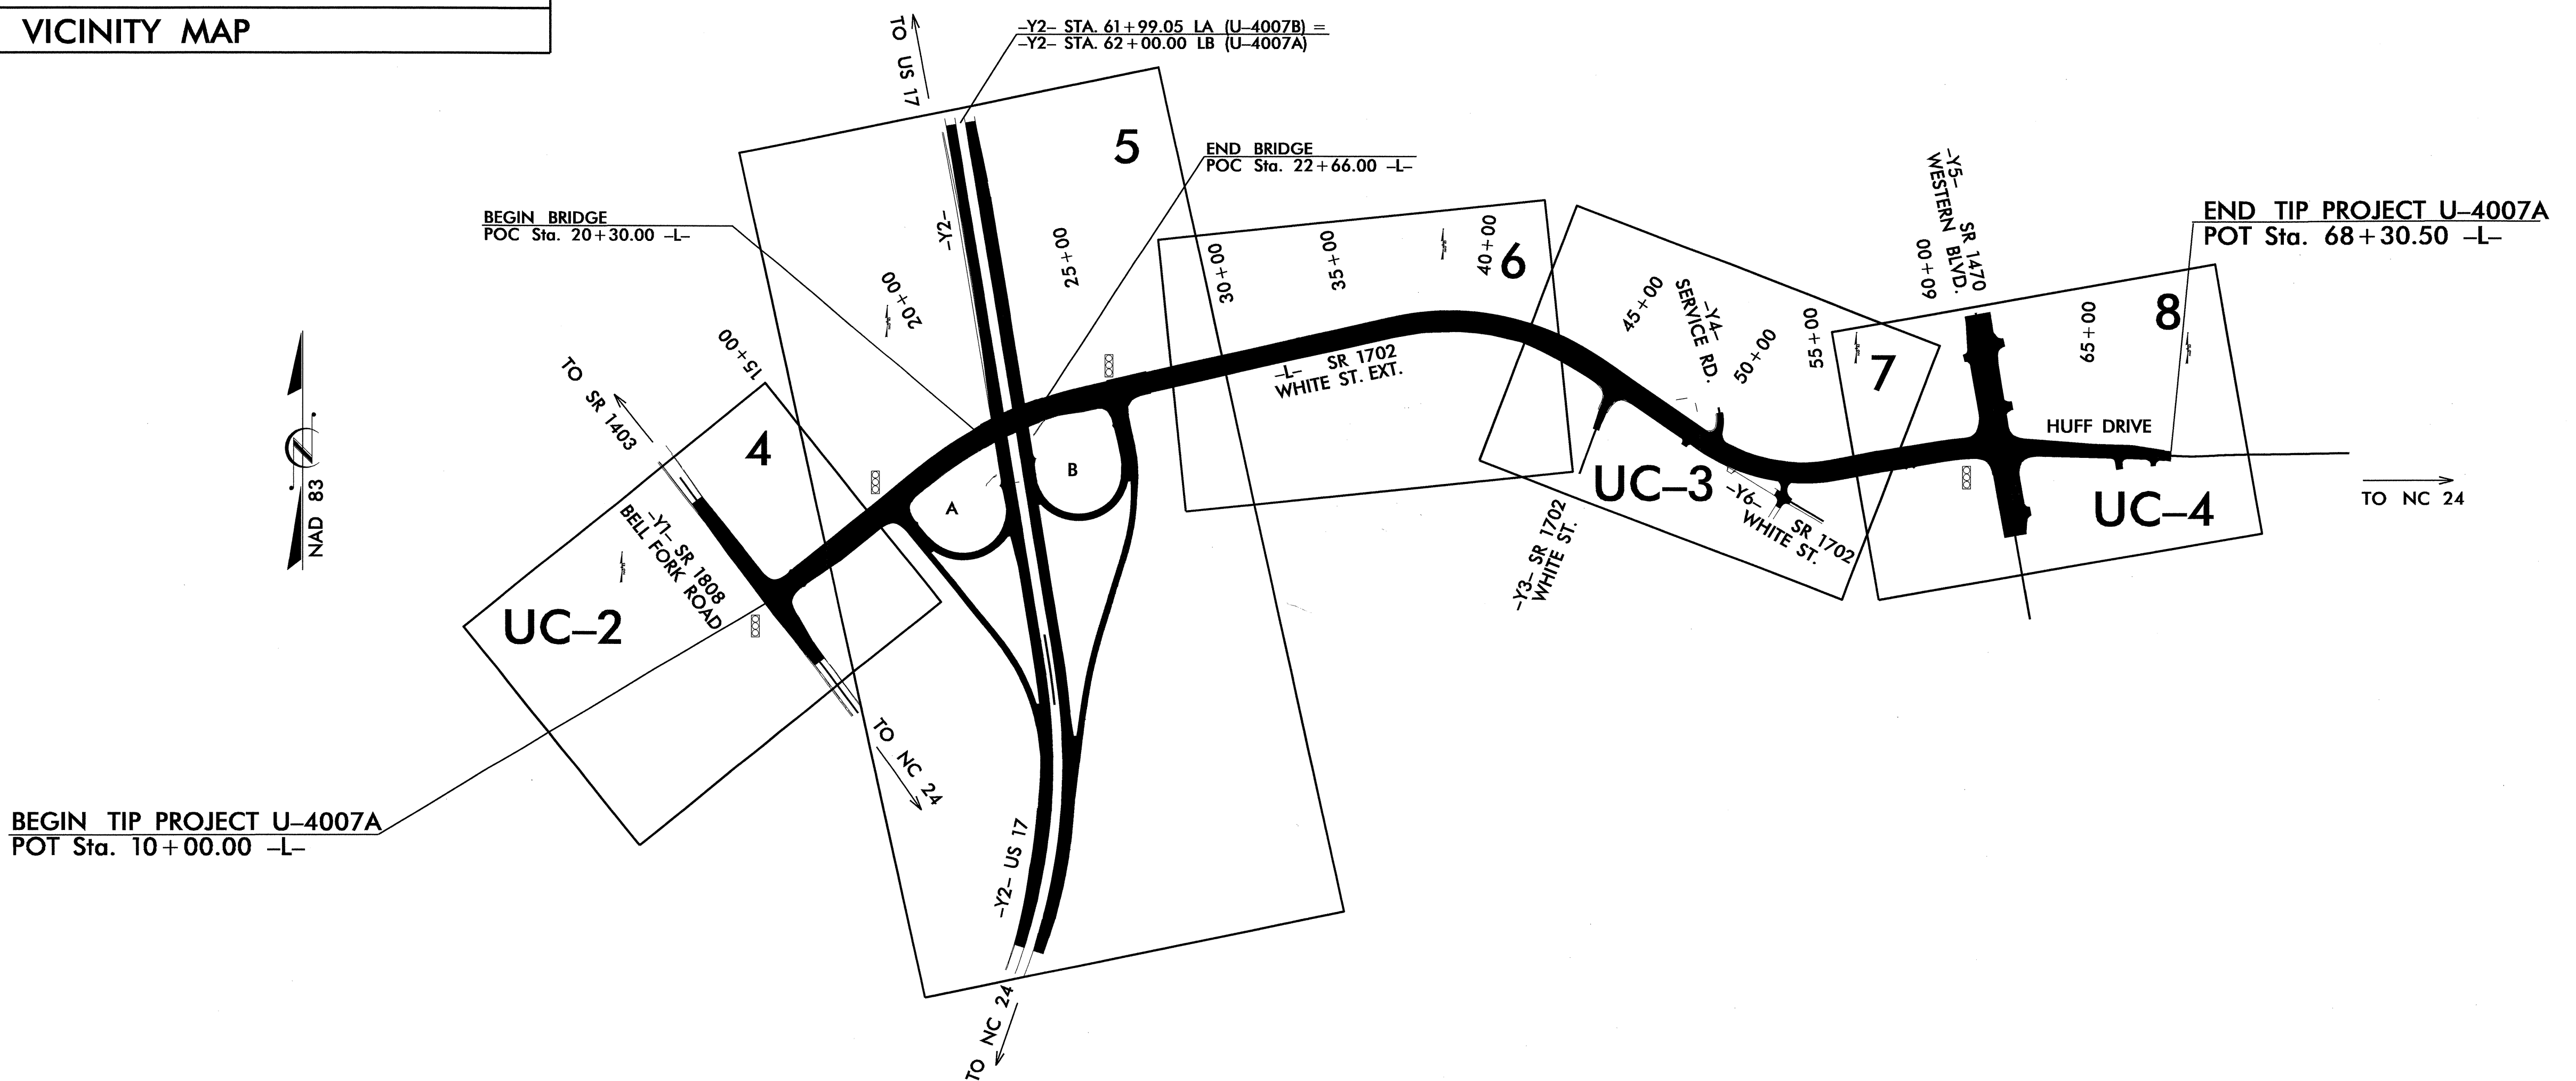 VICINITY MAP
TO US 17
–Y2– STA. 61+99.05 LA (U–4007B) =
–Y2– STA. 62+00.00 LB (U–4007A)
5
END BRIDGE
POC Sta. 22+66.00 –L–
BEGIN BRIDGE
POC Sta. 20+30.00 –L–
–Y2–
20+00
25+00
15+00
30+00
35+00
40+00
6
45+00
–Y4–
SERVICE RD.
50+00
55+00
7
–Y5– SR 1470
WESTERN BLVD.
60+00
65+00
8
END TIP PROJECT U–4007A
POT Sta. 68+30.50 –L–
TO SR 1403
4
–L– SR 1702
WHITE ST. EXT.
HUFF DRIVE
A
B
NAD 83
UC–2
–Y1– SR 1808
BELL FORK ROAD
UC–3
–Y3– SR 1702
WHITE ST.
–Y6– SR 1702
WHITE ST.
UC–4
TO NC 24
TO NC 24
BEGIN TIP PROJECT U–4007A
POT Sta. 10+00.00 –L–
–Y2– US 17
TO NC 24